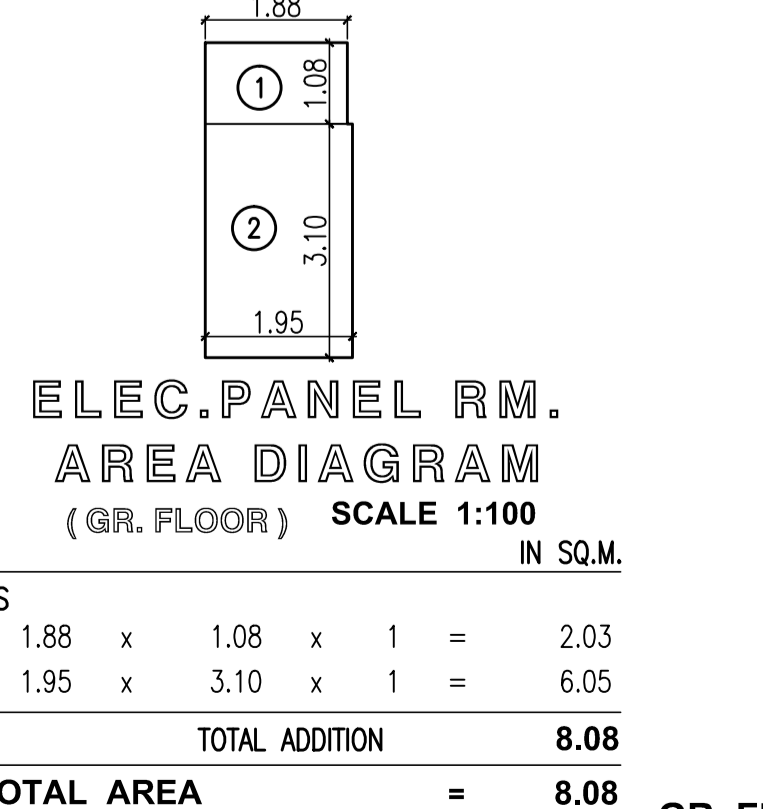 1.88
1 1.08
2 3.10
1.95
ELEC.PANEL RM.
AREA DIAGRAM
( GR. FLOOR ) SCALE 1:100
IN SQ.M.
S
1.88 x 1.08 x 1 = 2.03
1.95 x 3.10 x 1 = 6.05
TOTAL ADDITION 8.08
OTAL AREA = 8.08